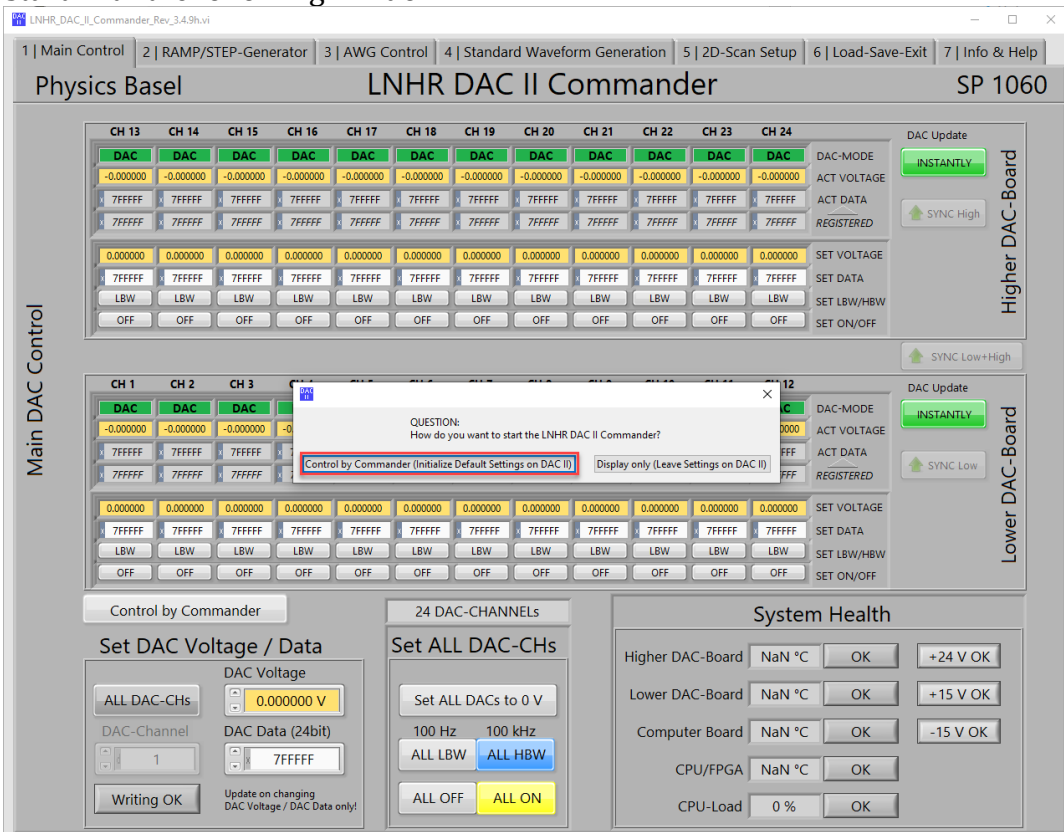 LNHR_DAC_II_Commander_Rev_3.4.9h.vi
1 | Main Control 2 | RAMP/STEP-Generator 3 | AWG Control 4 | Standard Waveform Generation 5 | 2D-Scan Setup 6 | Load-Save-Exit 7 | Info & Help
Physics Basel LNHR DAC II Commander SP 1060
Main DAC Control
CH 13 CH 14 CH 15 CH 16 CH 17 CH 18 CH 19 CH 20 CH 21 CH 22 CH 23 CH 24
DAC DAC DAC DAC DAC DAC DAC DAC DAC DAC DAC DAC DAC-MODE
-0.000000 -0.000000 -0.000000 -0.000000 -0.000000 -0.000000 -0.000000 -0.000000 -0.000000 -0.000000 -0.000000 -0.000000 ACT VOLTAGE
x 7FFFFF x 7FFFFF x 7FFFFF x 7FFFFF x 7FFFFF x 7FFFFF x 7FFFFF x 7FFFFF x 7FFFFF x 7FFFFF x 7FFFFF x 7FFFFF ACT DATA
x 7FFFFF x 7FFFFF x 7FFFFF x 7FFFFF x 7FFFFF x 7FFFFF x 7FFFFF x 7FFFFF x 7FFFFF x 7FFFFF x 7FFFFF x 7FFFFF REGISTERED
0.000000 0.000000 0.000000 0.000000 0.000000 0.000000 0.000000 0.000000 0.000000 0.000000 0.000000 0.000000 SET VOLTAGE
x 7FFFFF x 7FFFFF x 7FFFFF x 7FFFFF x 7FFFFF x 7FFFFF x 7FFFFF x 7FFFFF x 7FFFFF x 7FFFFF x 7FFFFF x 7FFFFF SET DATA
LBW LBW LBW LBW LBW LBW LBW LBW LBW LBW LBW LBW SET LBW/HBW
OFF OFF OFF OFF OFF OFF OFF OFF OFF OFF OFF OFF SET ON/OFF
DAC Update
INSTANTLY
SYNC High
Higher DAC-Board
SYNC Low+High
CH 1 CH 2 CH 3 12
DAC DAC DAC DAC-MODE
-0.000000 -0.000000 -0.000000 ACT VOLTAGE
x 7FFFFF x 7FFFFF x 7FFFFF ACT DATA
x 7FFFFF x 7FFFFF x 7FFFFF REGISTERED
DAC II
QUESTION:
How do you want to start the LNHR DAC II Commander?
Control by Commander (Initialize Default Settings on DAC II) Display only (Leave Settings on DAC II)
0.000000 0.000000 0.000000 0.000000 0.000000 0.000000 0.000000 0.000000 0.000000 0.000000 0.000000 0.000000 SET VOLTAGE
x 7FFFFF x 7FFFFF x 7FFFFF x 7FFFFF x 7FFFFF x 7FFFFF x 7FFFFF x 7FFFFF x 7FFFFF x 7FFFFF x 7FFFFF x 7FFFFF SET DATA
LBW LBW LBW LBW LBW LBW LBW LBW LBW LBW LBW LBW SET LBW/HBW
OFF OFF OFF OFF OFF OFF OFF OFF OFF OFF OFF OFF SET ON/OFF
DAC Update
INSTANTLY
SYNC Low
Lower DAC-Board
Control by Commander
Set DAC Voltage / Data
DAC Voltage
ALL DAC-CHs 0.000000 V
DAC-Channel DAC Data (24bit)
1 x 7FFFFF
Writing OK
Update on changing
DAC Voltage / DAC Data only!
24 DAC-CHANNELs
Set ALL DAC-CHs
Set ALL DACs to 0 V
100 Hz 100 kHz
ALL LBW ALL HBW
ALL OFF ALL ON
System Health
Higher DAC-Board NaN °C OK +24 V OK
Lower DAC-Board NaN °C OK +15 V OK
Computer Board NaN °C OK -15 V OK
CPU/FPGA NaN °C OK
CPU-Load 0 % OK